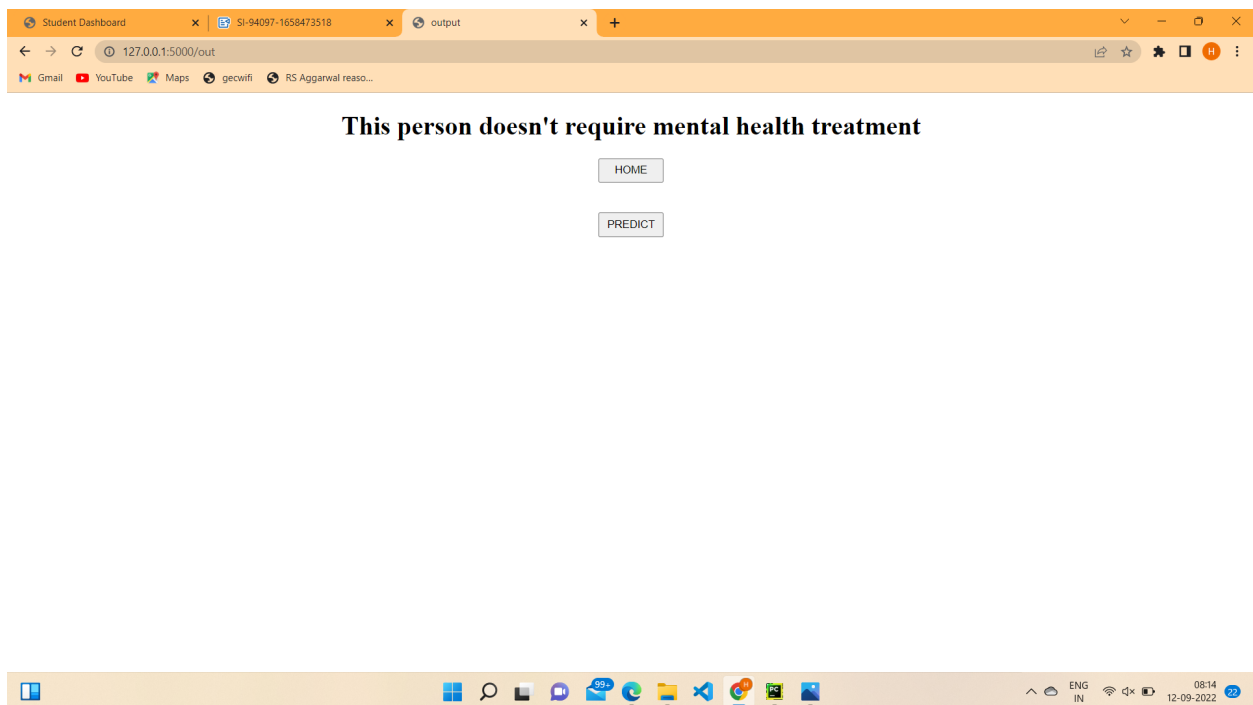 Student Dashboard SI-94097-1658473518 output
127.0.0.1:5000/out H
Gmail YouTube Maps gecwifi RS Aggarwal reaso...
This person doesn't require mental health treatment
HOME
PREDICT
99+ H PC
ENG 08:14
IN 12-09-2022 22